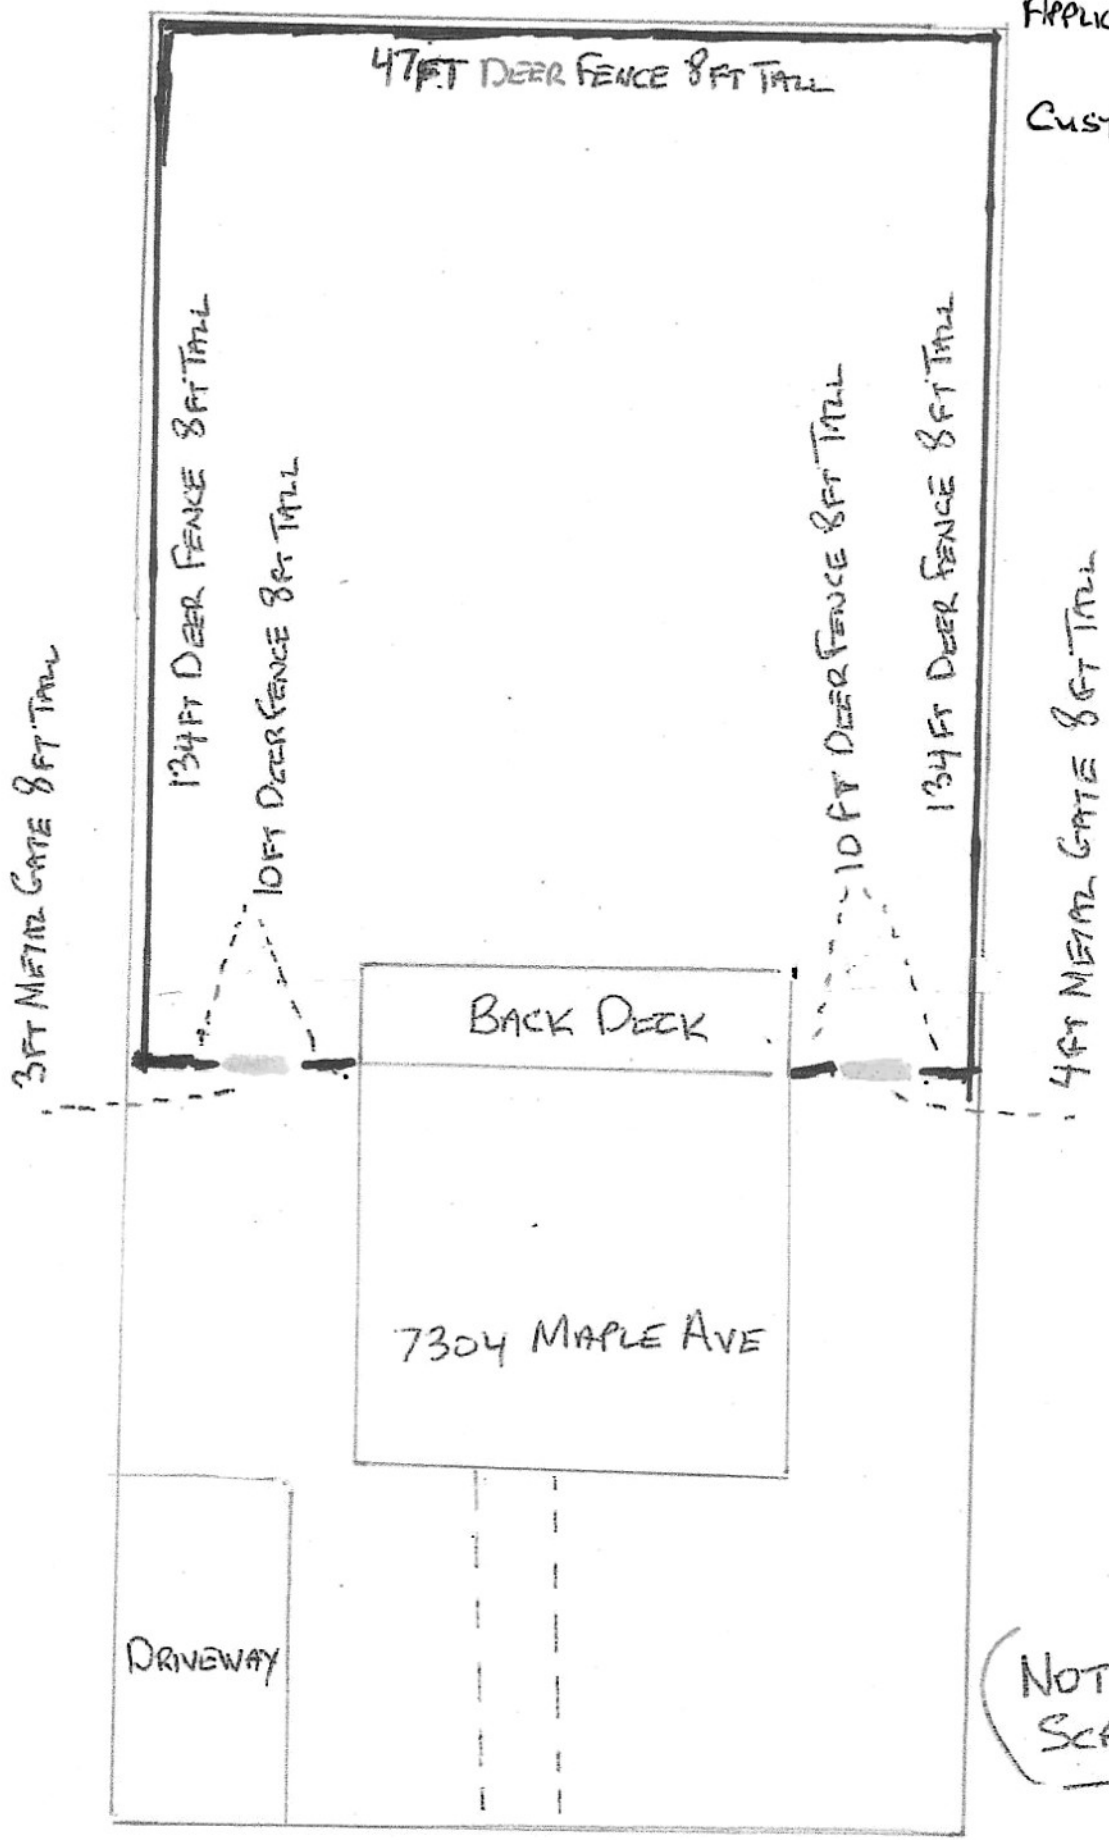 47FT DEER FENCE 8FT TALL
134FT DEER FENCE 8FT TALL
10FT DEER FENCE 8FT TALL
10FT DEER FENCE 8FT TALL
134FT DEER FENCE 8FT TALL
3FT METAL GATE 8FT TALL
4FT METAL GATE 8FT TALL
BACK DECK
7304 MAPLE AVE
DRIVEWAY
NOT